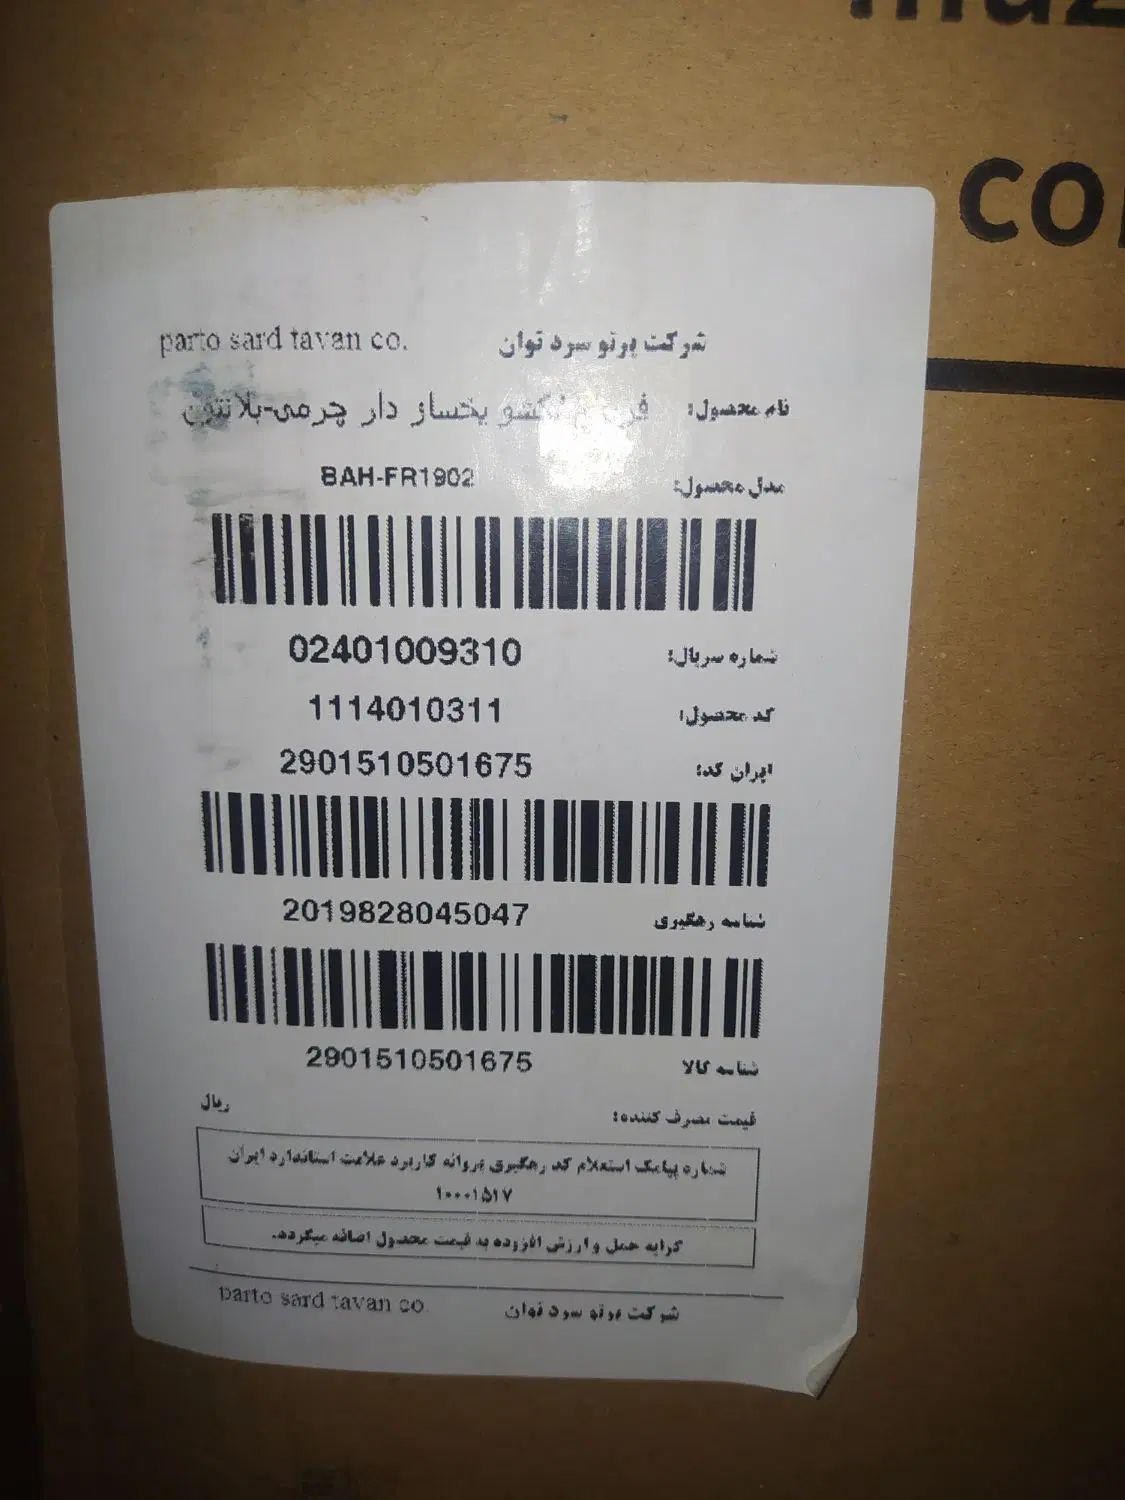 co
parto sard tavan co. شرکت پرتو سرد توان
نام محصول: یخساز دار چرمی-پلاتین
مدل محصول: BAH-FR1902
شماره سریال: 02401009310
کد محصول: 1114010311
ایران کد: 2901510501675
شناسه رهگیری 2019828045047
شناسه کالا 2901510501675
قیمت مصرف کننده: ریال
شماره پیامک استعلام کد رهگیری پروانه کاربرد علامت استاندارد ایران
۱۰۰۰۱۵۱۷
کرایه حمل و ارزش افزوده به قیمت محصول اضافه میگردد.
parto sard tavan co. شرکت پرتو سرد توان